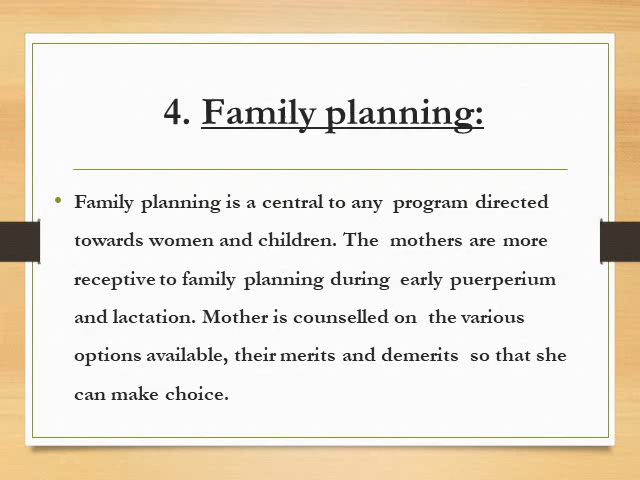 4. Family planning:
• Family planning is a central to any program directed
towards women and children. The mothers are more
receptive to family planning during early puerperium
and lactation. Mother is counselled on the various
options available, their merits and demerits so that she
can make choice.